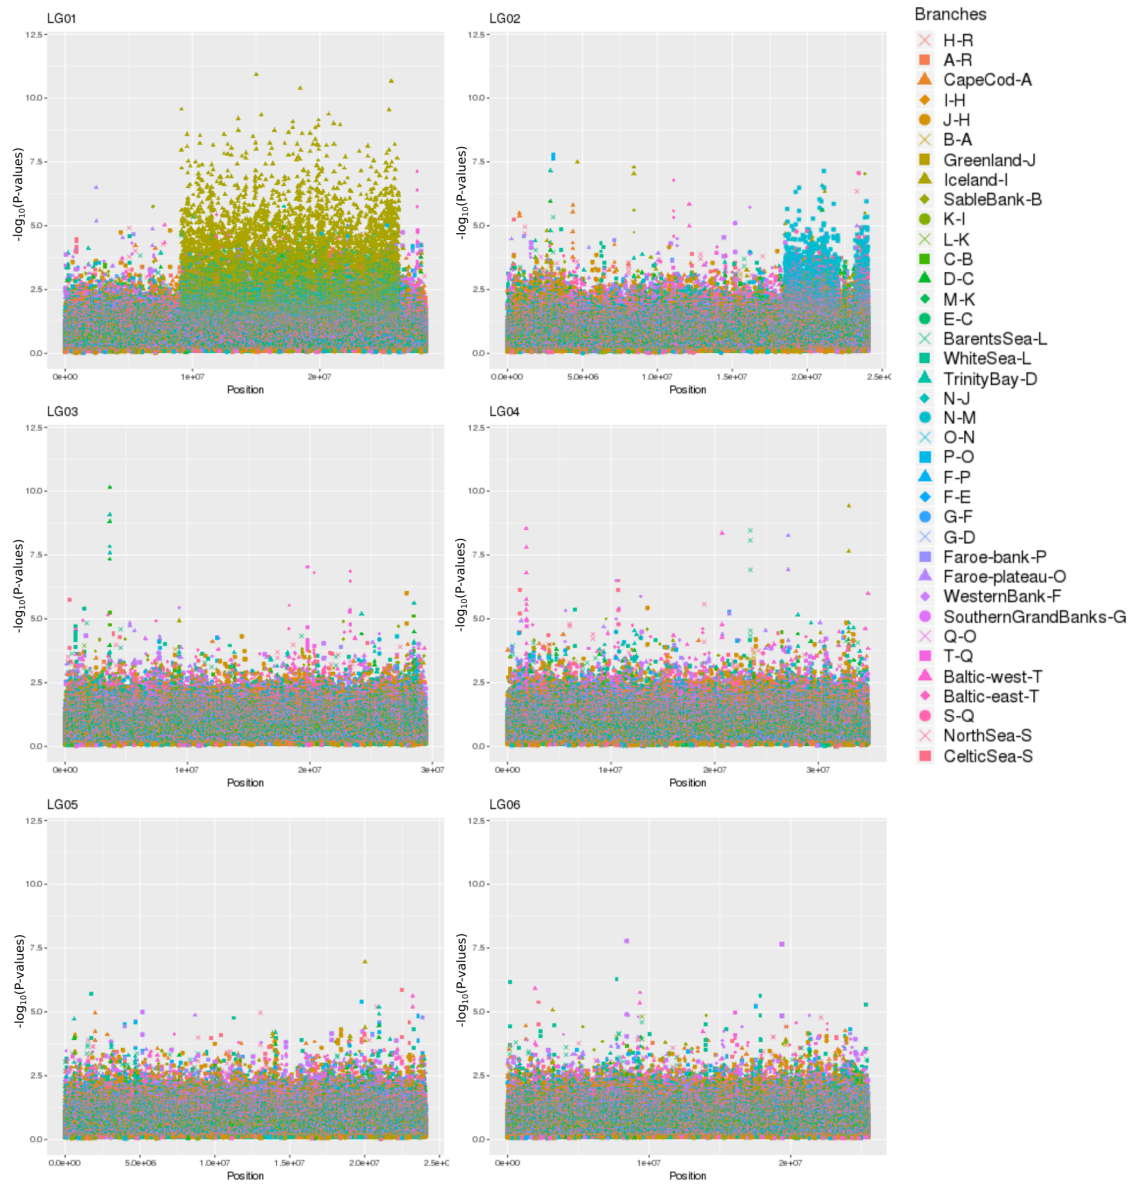 LG01
LG02
12.5
10.0
7.5
5.0
2.5
0.0
-log10(P-values)
0e+00
1e+07
2e+07
Position
12.5
10.0
7.5
5.0
2.5
0.0
-log10(P-values)
0.0e+00
5.0e+06
1.0e+07
1.5e+07
2.0e+07
Position
LG03
LG04
12.5
10.0
7.5
5.0
2.5
0.0
-log10(P-values)
0e+00
1e+07
2e+07
3e+07
Position
12.5
10.0
7.5
5.0
2.5
0.0
-log10(P-values)
0e+00
1e+07
2e+07
3e+07
Position
LG05
LG06
12.5
10.0
7.5
5.0
2.5
0.0
-log10(P-values)
0.0e+00
5.0e+06
1.0e+07
1.5e+07
2.0e+07
Position
12.5
10.0
7.5
5.0
2.5
0.0
-log10(P-values)
0e+00
1e+07
2e+07
Position
Branches
H-R
A-R
CapeCod-A
I-H
J-H
B-A
Greenland-J
Iceland-I
SableBank-B
K-I
L-K
C-B
D-C
M-K
E-C
BarentsSea-L
WhiteSea-L
TrinityBay-D
N-J
N-M
O-N
P-O
F-P
F-E
G-F
G-D
Faroe-bank-P
Faroe-plateau-O
WesternBank-F
SouthernGrandBanks-G
Q-O
T-Q
Baltic-west-T
Baltic-east-T
S-Q
NorthSea-S
CelticSea-S